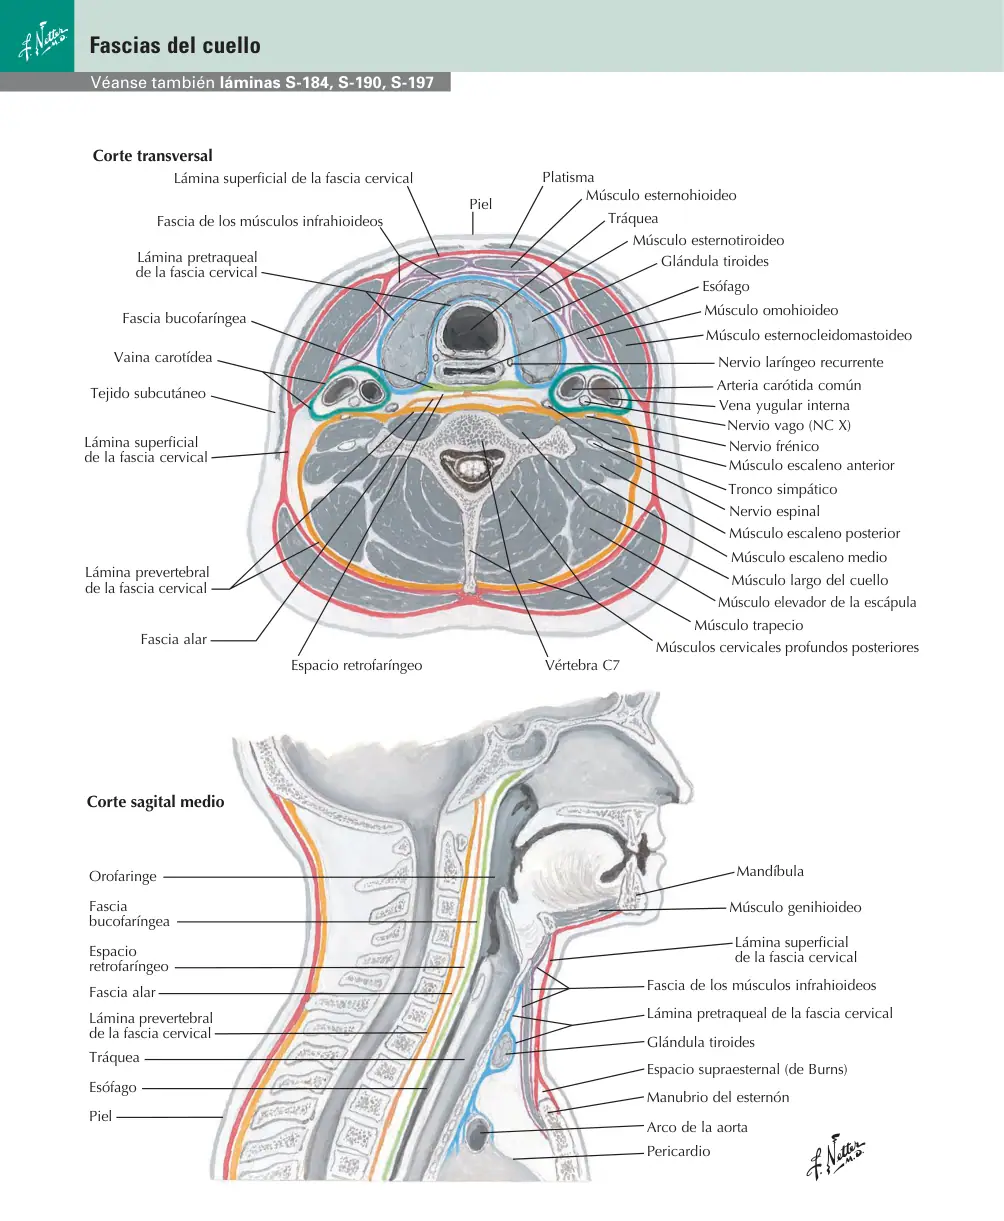 F. Netter M.D.
Fascias del cuello
Véanse también láminas S-184, S-190, S-197
Corte transversal
Lámina superficial de la fascia cervical
Fascia de los músculos infrahioideos
Lámina pretraqueal
de la fascia cervical
Fascia bucofaríngea
Vaina carotídea
Tejido subcutáneo
Lámina superficial
de la fascia cervical
Lámina prevertebral
de la fascia cervical
Fascia alar
Espacio retrofaríngeo
Piel
Platisma
Músculo esternohioideo
Tráquea
Músculo esternotiroideo
Glándula tiroides
Esófago
Músculo omohioideo
Músculo esternocleidomastoideo
Nervio laríngeo recurrente
Arteria carótida común
Vena yugular interna
Nervio vago (NC X)
Nervio frénico
Músculo escaleno anterior
Tronco simpático
Nervio espinal
Músculo escaleno posterior
Músculo escaleno medio
Músculo largo del cuello
Músculo elevador de la escápula
Músculo trapecio
Músculos cervicales profundos posteriores
Vértebra C7
Corte sagital medio
Orofaringe
Fascia
bucofaríngea
Espacio
retrofaríngeo
Fascia alar
Lámina prevertebral
de la fascia cervical
Tráquea
Esófago
Piel
Mandíbula
Músculo genihioideo
Lámina superficial
de la fascia cervical
Fascia de los músculos infrahioideos
Lámina pretraqueal de la fascia cervical
Glándula tiroides
Espacio supraesternal (de Burns)
Manubrio del esternón
Arco de la aorta
Pericardio
F. Netter M.D.